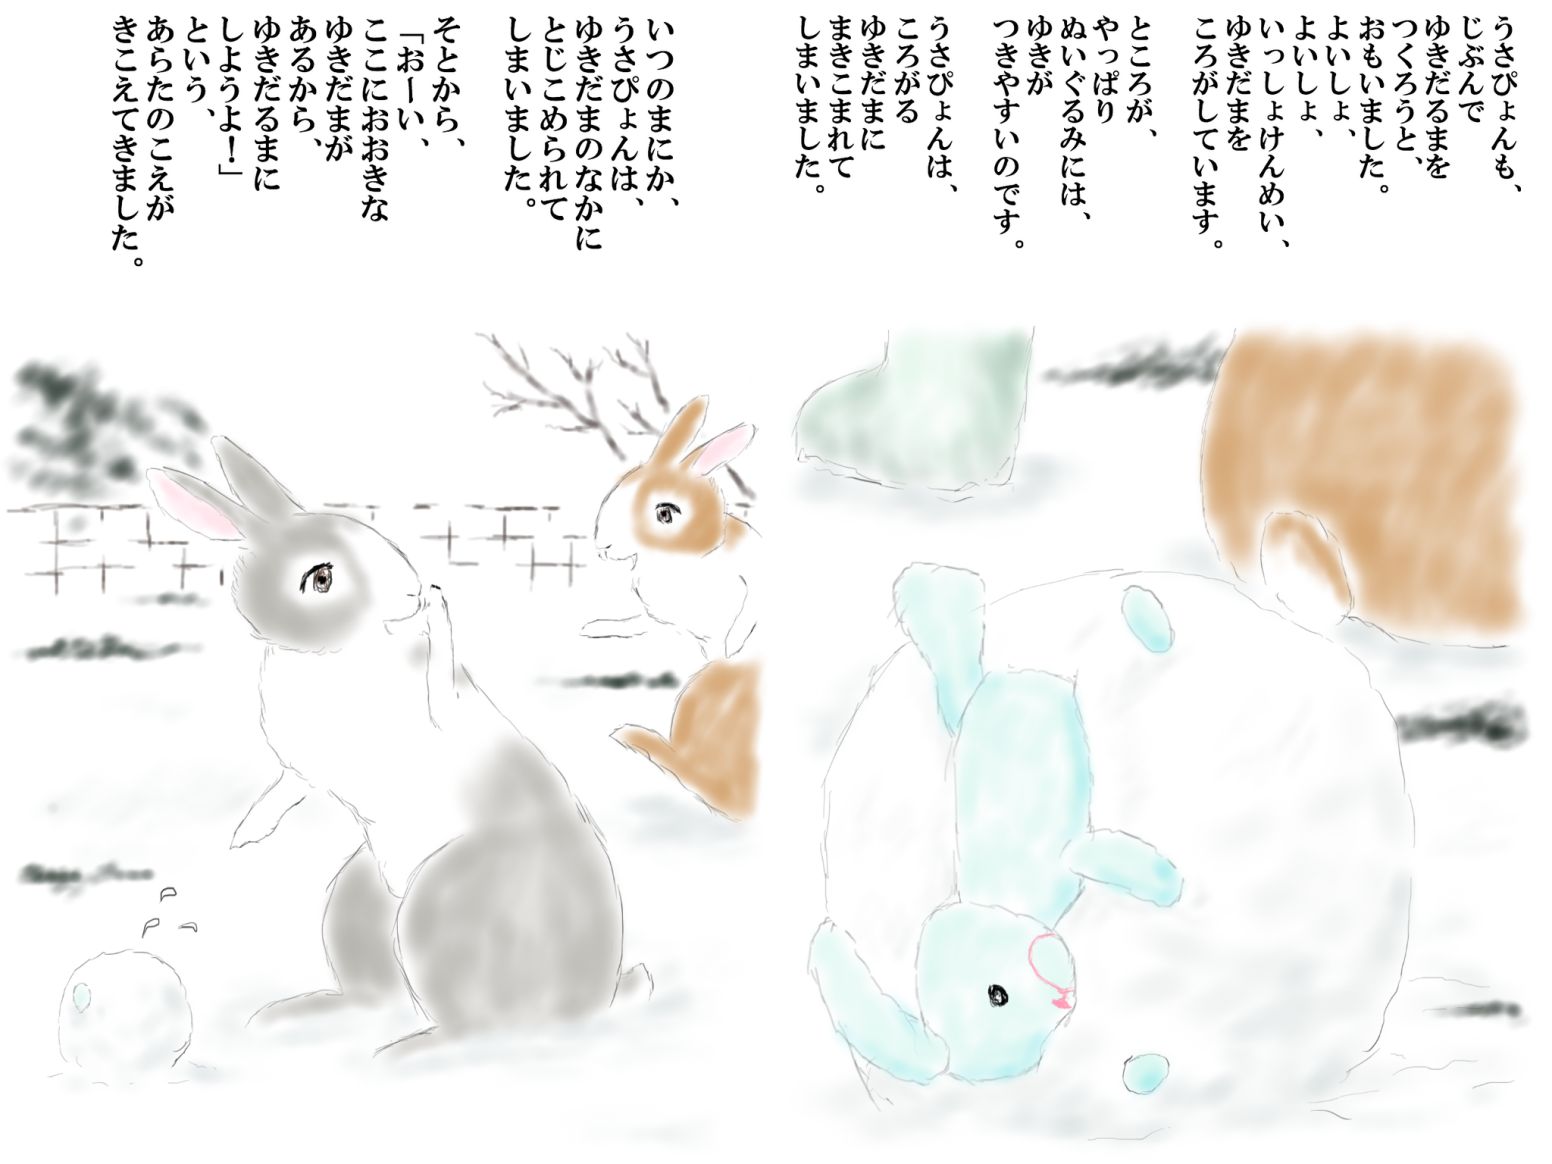 うさぴょんも、
じぶんで
ゆきだるまを
つくろうと、
おもいました。
よいしょ、
よいしょ、
いっしょけんめい、
ゆきだまを
ころがしています。
ところが、
やっぱり
ぬいぐるみには、
ゆきが
つきやすいのです。
うさぴょんは、
ころがる
ゆきだまに
まきこまれて
しまいました。
いつのまにか、
うさぴょんは、
ゆきだまのなかに
とじこめられて
しまいました。
そとから、
「お～い、
ここにおおきな
ゆきだまが
あるから、
ゆきだるまに
しようよ！」
という、
あらたのこえが
きこえてきました。